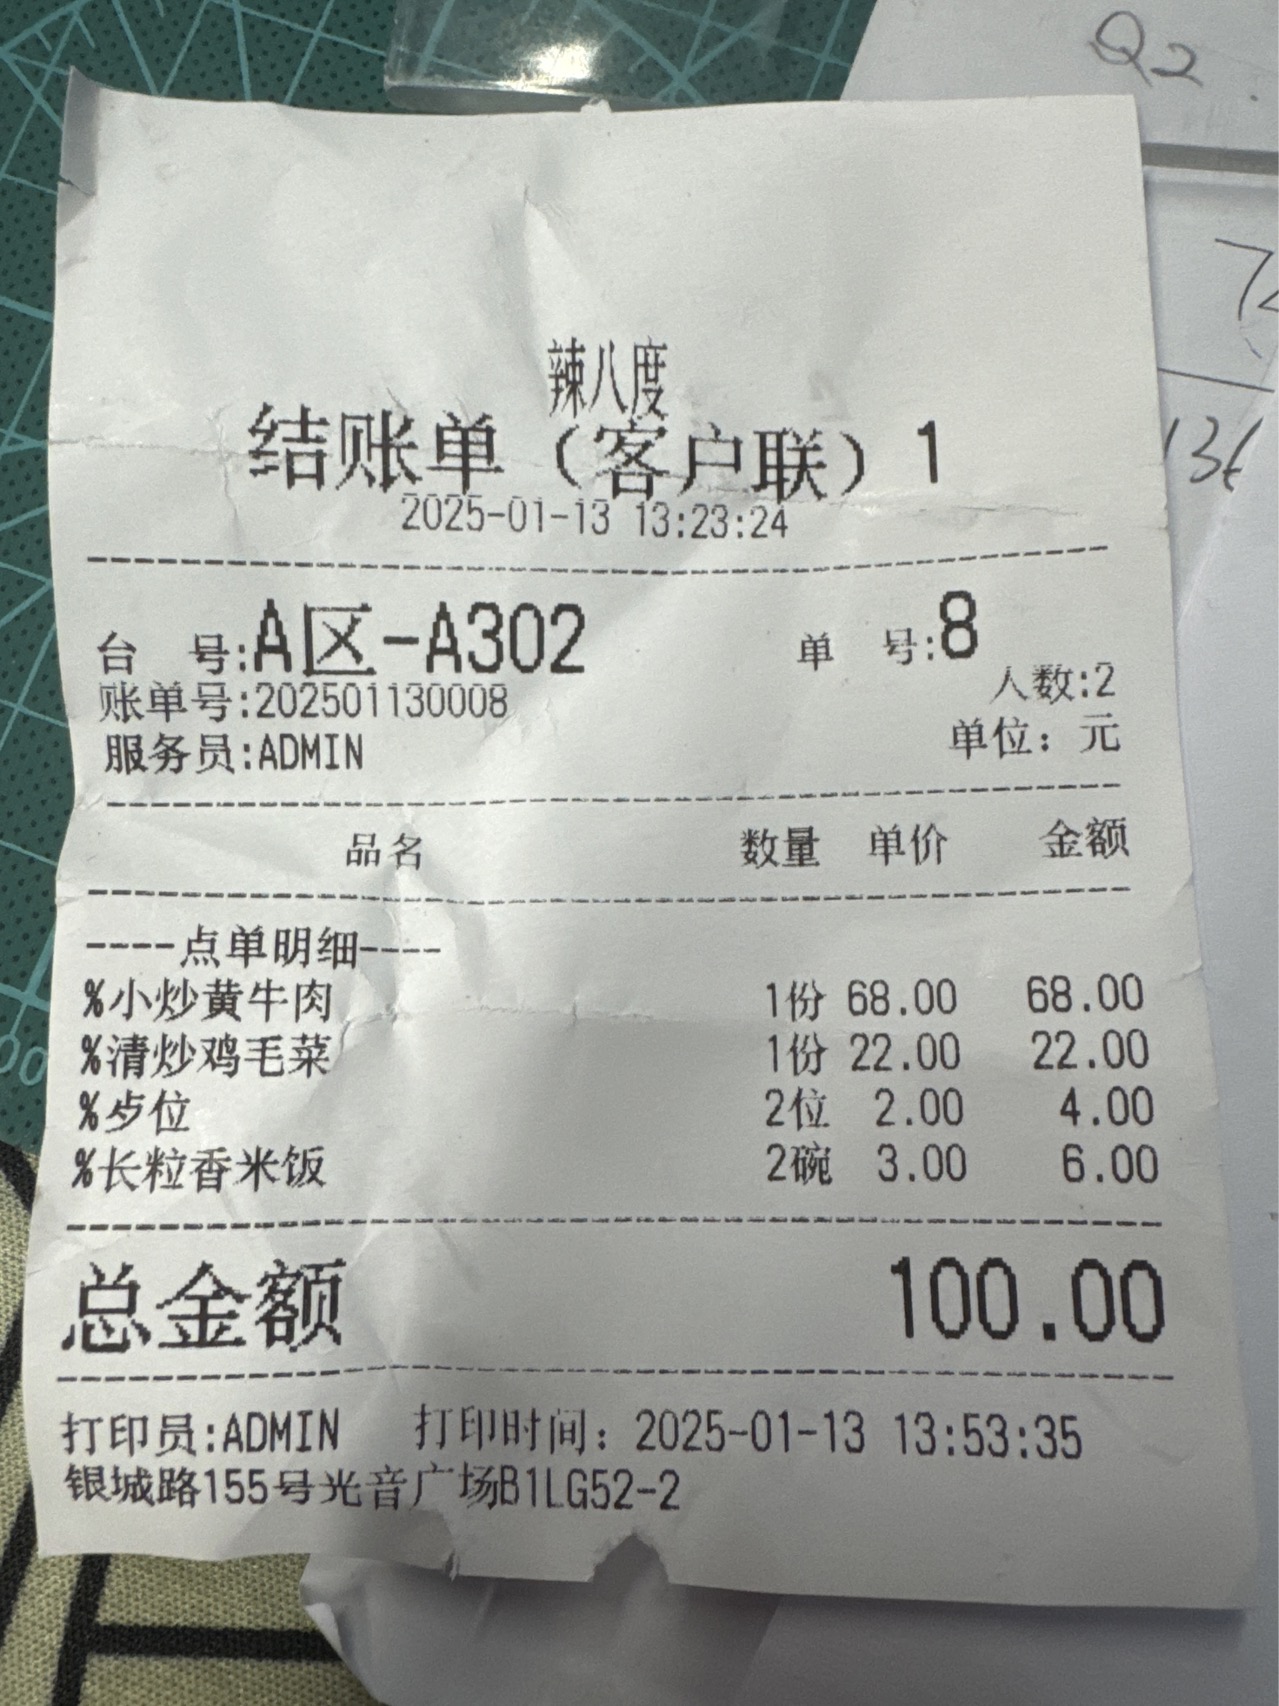 Q2
辣八度
结账单（客户联）1
2025-01-13 13:23:24
台 号:A区-A302 单 号:8
账单号:202501130008 人数:2
服务员:ADMIN 单位：元
品名 数量 单价 金额
----点单明细----
%小炒黄牛肉 1份 68.00 68.00
%清炒鸡毛菜 1份 22.00 22.00
%歺位 2位 2.00 4.00
%长粒香米饭 2碗 3.00 6.00
总金额 100.00
打印员:ADMIN 打印时间：2025-01-13 13:53:35
银城路155号光音广场B1LG52-2